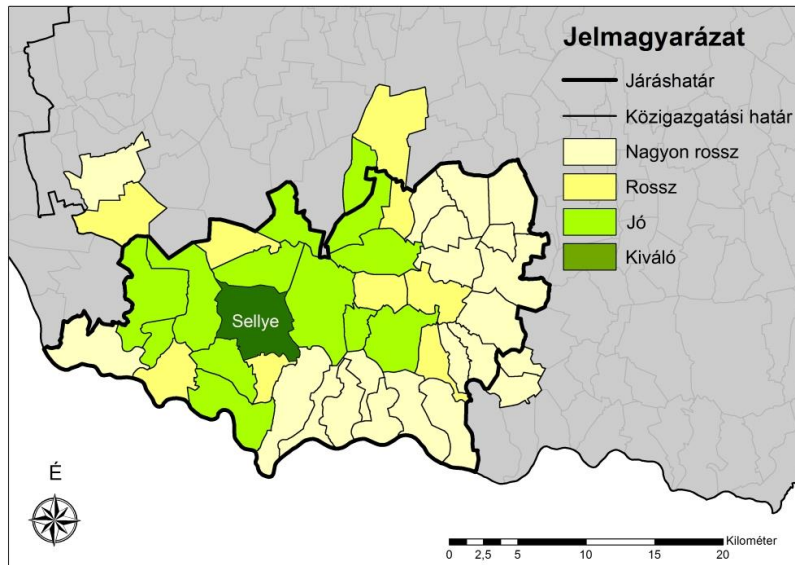 Jelmagyarázat
Járáshatár
Közigazgatási határ
Nagyon rossz
Rossz
Jó
Kiváló
Sellye
É
Kilométer
0 2,5 5 10 15 20